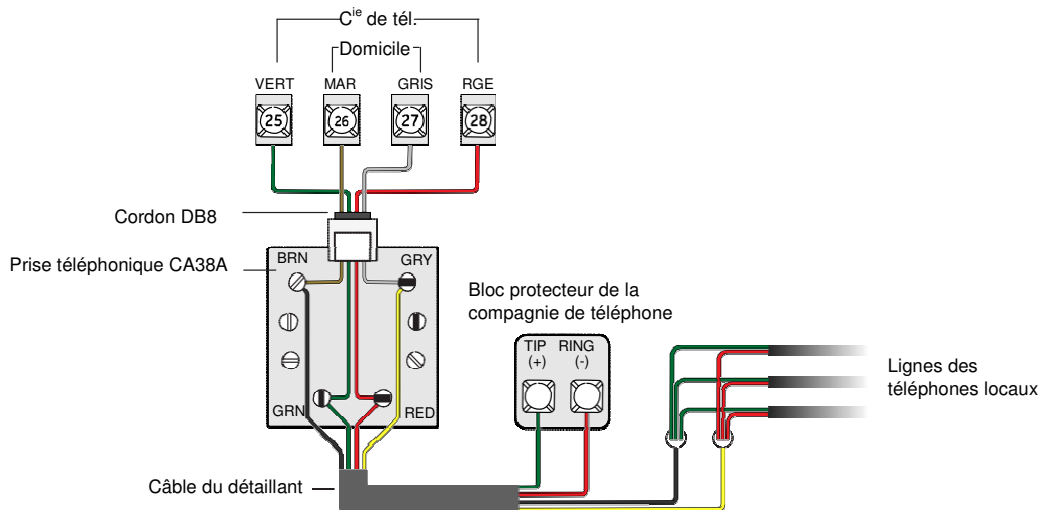 Cie de tél.
Domicile
VERT MAR GRIS RGE
25 26 27 28
Cordon DB8
Prise téléphonique CA38A
BRN GRY
Bloc protecteur de la
compagnie de téléphone
TIP RING
(+) (-)
Lignes des
téléphones locaux
GRN RED
Câble du détaillant